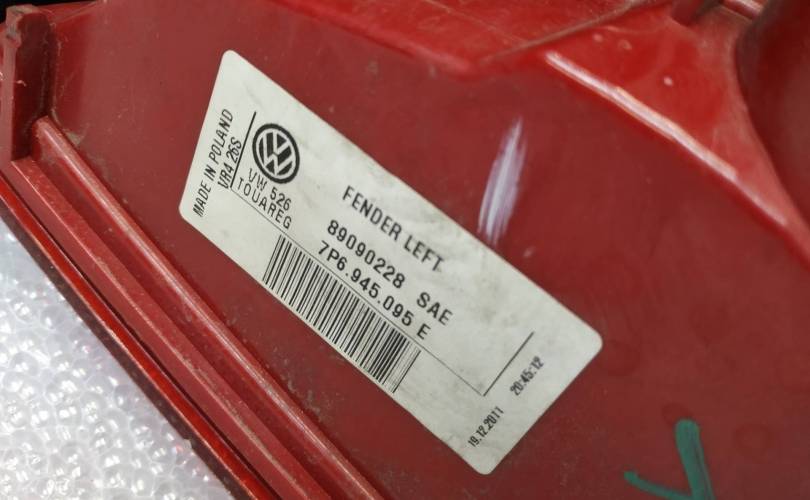 MADE IN POLAND
VR4 26S
VW 526
TOUAREG
FENDER LEFT
89090228 SAE
7P6.945.095 E
19.12.2011 20:45:12